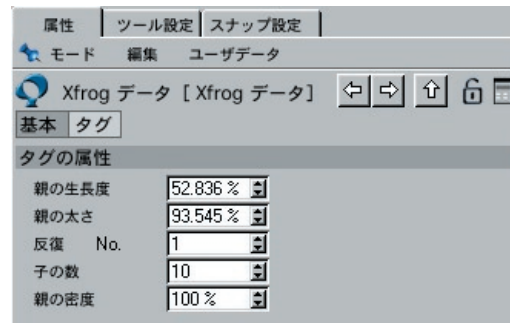 属性 ツール設定 スナップ設定
モード 編集 ユーザデータ
Xfrog データ [ Xfrog データ ]
基本 タグ
タグの属性
親の生長度 52.836 %
親の太さ 93.545 %
反復 No. 1
子の数 10
親の密度 100 %